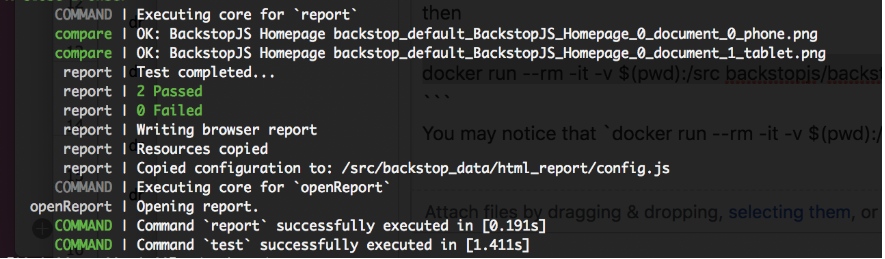 COMMAND | Executing core for `report`
compare | OK: BackstopJS Homepage backstop_default_BackstopJS_Homepage_0_document_0_phone.png
compare | OK: BackstopJS Homepage backstop_default_BackstopJS_Homepage_0_document_1_tablet.png
report | Test completed...
report | 2 Passed
report | 0 Failed
report | Writing browser report
report | Resources copied
report | Copied configuration to: /src/backstop_data/html_report/config.js
COMMAND | Executing core for `openReport`
openReport | Opening report.
COMMAND | Command `report` successfully executed in [0.191s]
COMMAND | Command `test` successfully executed in [1.411s]
then
docker run --rm -it -v $(pwd):/src backstopjs/backst
```
You may notice that `docker run --rm -it -v $(pwd):/
Attach files by dragging & dropping, selecting them, or